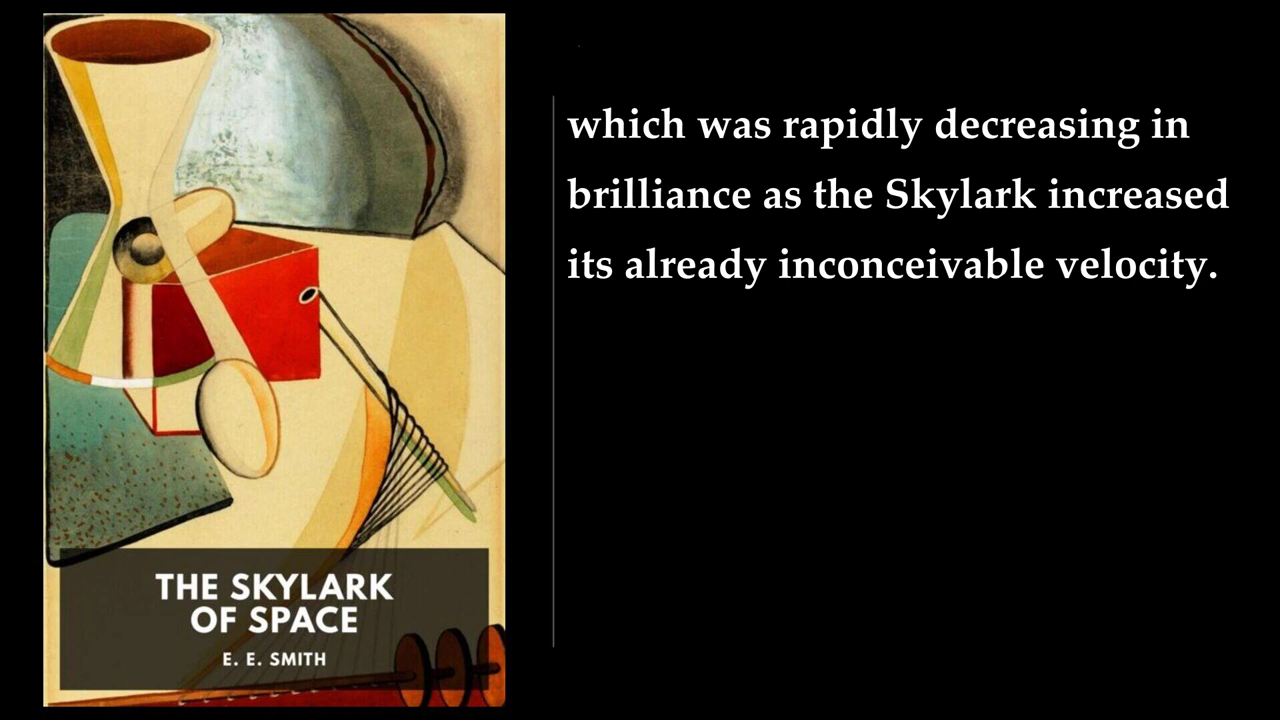 THE SKYLARK
OF SPACE
E. E. SMITH
which was rapidly decreasing in
brilliance as the Skylark increased
its already inconceivable velocity.